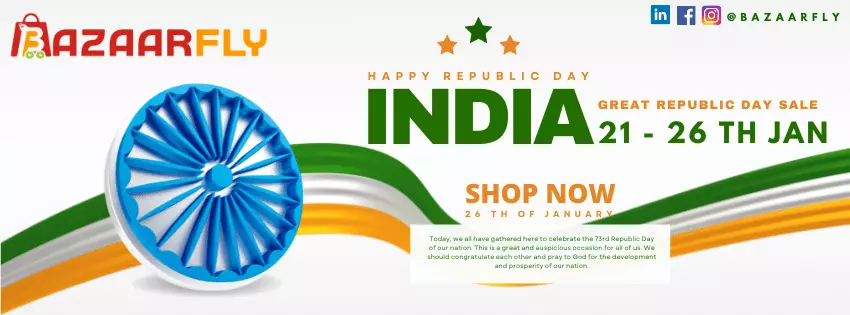 BAZAARFLY
@BAZAARFLY
HAPPY REPUBLIC DAY
INDIA
GREAT REPUBLIC DAY SALE
21 - 26 TH JAN
SHOP NOW
26 TH OF JANUARY
Today, we all have gathered here to celebrate the 73rd Republic Day
of our nation. This is a great and auspicious occasion for all of us. We
should congratulate each other and pray to God for the development
and prosperity of our nation.